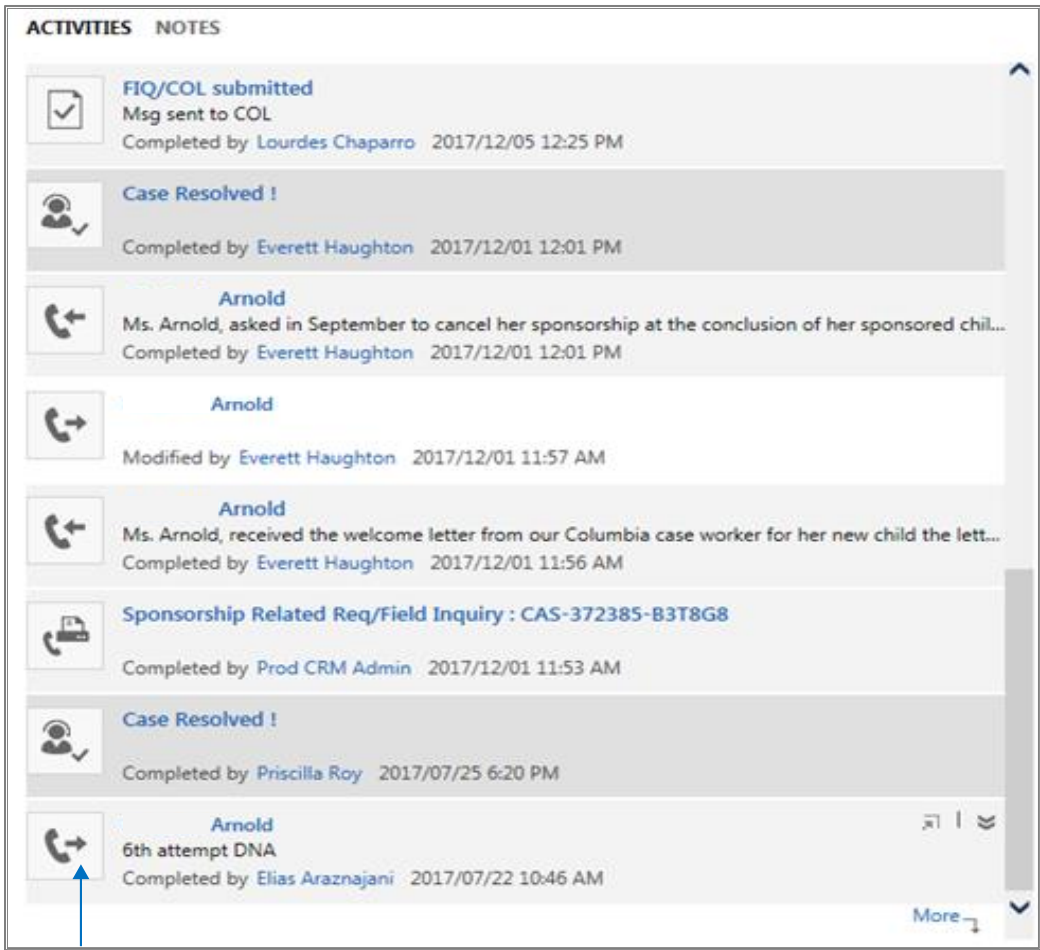 ACTIVITIES NOTES
FIQ/COL submitted
Msg sent to COL
Completed by Lourdes Chaparro 2017/12/05 12:25 PM
Case Resolved !
Completed by Everett Haughton 2017/12/01 12:01 PM
Arnold
Ms. Arnold, asked in September to cancel her sponsorship at the conclusion of her sponsored chil...
Completed by Everett Haughton 2017/12/01 12:01 PM
Arnold
Modified by Everett Haughton 2017/12/01 11:57 AM
Arnold
Ms. Arnold, received the welcome letter from our Columbia case worker for her new child the lett...
Completed by Everett Haughton 2017/12/01 11:56 AM
Sponsorship Related Req/Field Inquiry : CAS-372385-B3T8G8
Completed by Prod CRM Admin 2017/12/01 11:53 AM
Case Resolved !
Completed by Priscilla Roy 2017/07/25 6:20 PM
Arnold
6th attempt DNA
Completed by Elias Araznajani 2017/07/22 10:46 AM
More